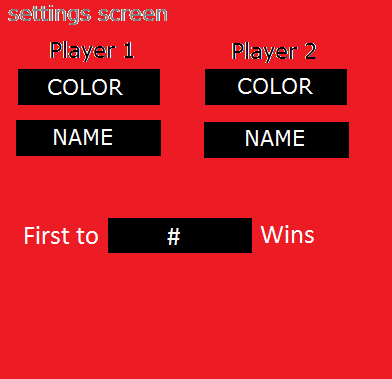 settings screen
Player 1 Player 2
COLOR COLOR
NAME NAME
First to # Wins